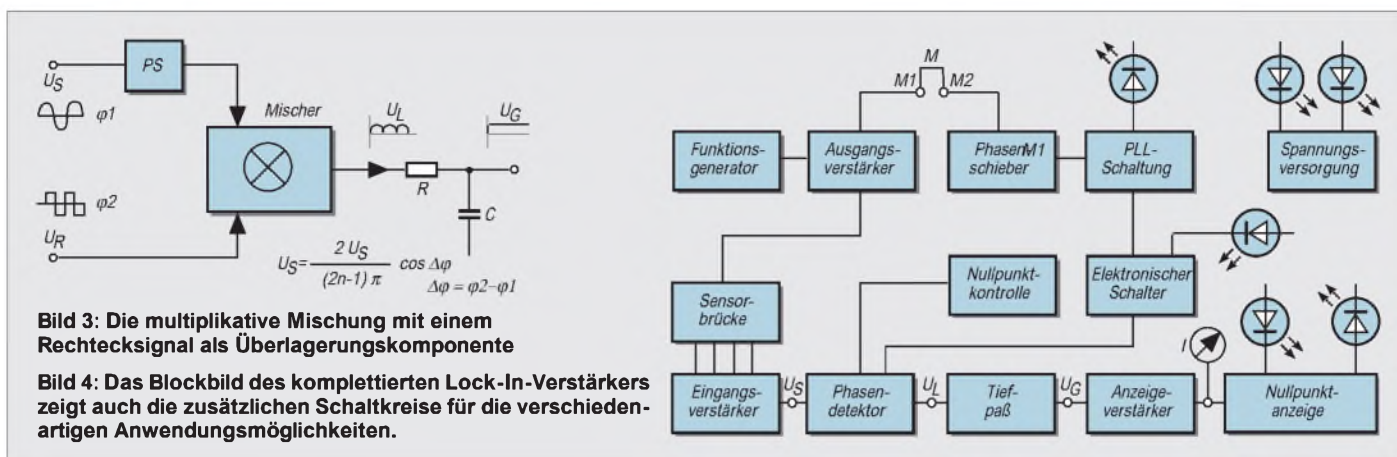 PS
U_S
φ1
Mischer
U_L
U_G
φ2
R
C
U_R
U_S= 2 U_S / (2n-1) π cos Δφ
Δφ = φ2–φ1
Bild 3: Die multiplikative Mischung mit einem
Rechtecksignal als Überlagerungskomponente
Bild 4: Das Blockbild des komplettierten Lock-In-Verstärkers
zeigt auch die zusätzlichen Schaltkreise für die verschieden-
artigen Anwendungsmöglichkeiten.
M
M1
M2
Funktions-
generator
Ausgangs-
verstärker
PhasenM1
schieber
PLL-
Schaltung
Spannungs-
versorgung
Sensor-
brücke
Nullpunkt-
kontrolle
Elektronischer
Schalter
I
Eingangs-
verstärker
U_S
Phasen-
detektor
U_L
Tief-
paß
U_G
Anzeige-
verstärker
Nullpunkt-
anzeige